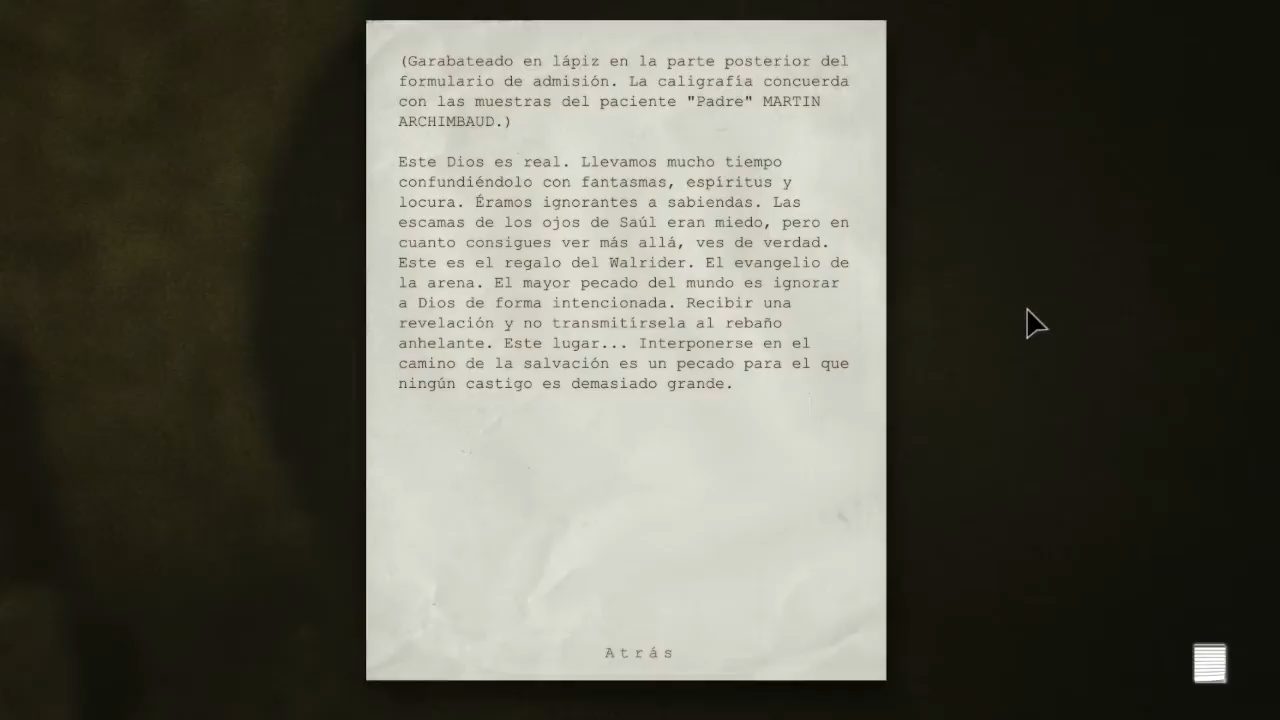 (Garabateado en lápiz en la parte posterior del
formulario de admisión. La caligrafía concuerda
con las muestras del paciente "Padre" MARTIN
ARCHIMBAUD.)
Este Dios es real. Llevamos mucho tiempo
confundiéndolo con fantasmas, espíritus y
locura. Éramos ignorantes a sabiendas. Las
escamas de los ojos de Saúl eran miedo, pero en
cuanto consigues ver más allá, ves de verdad.
Este es el regalo del Walrider. El evangelio de
la arena. El mayor pecado del mundo es ignorar
a Dios de forma intencionada. Recibir una
revelación y no transmitírsela al rebaño
anhelante. Este lugar... Interponerse en el
camino de la salvación es un pecado para el que
ningún castigo es demasiado grande.
Atrás